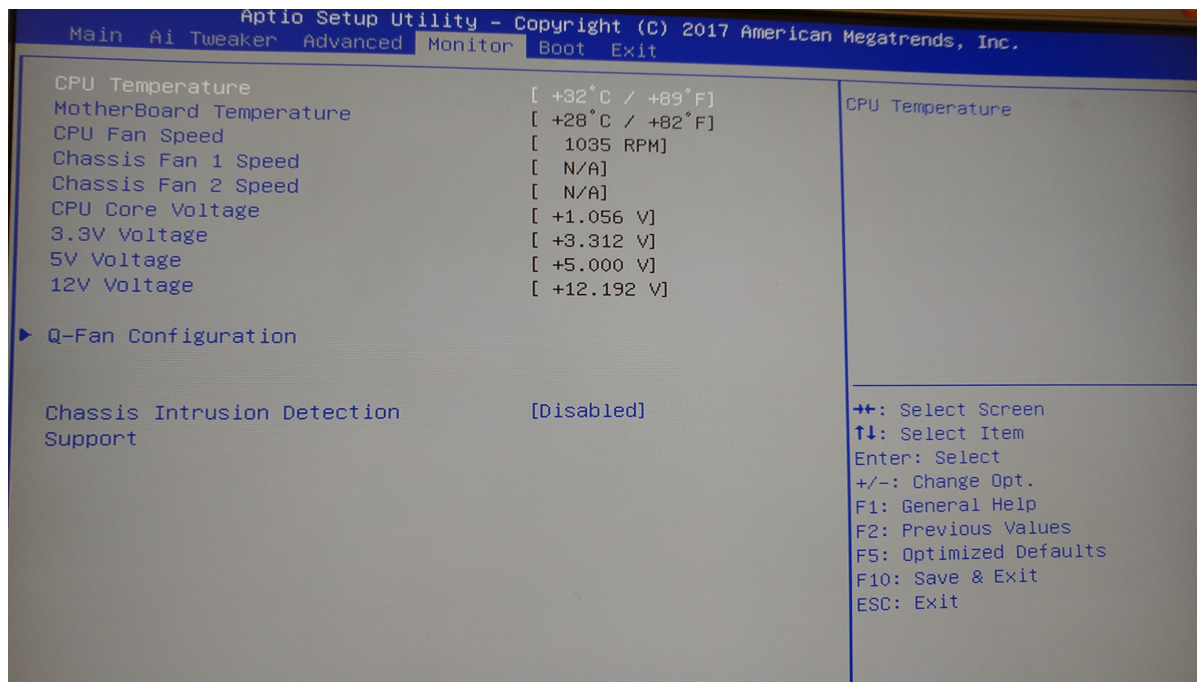 Aptio Setup Utility - Copyright (C) 2017 American Megatrends, Inc.
Main Ai Tweaker Advanced Monitor Boot Exit
CPU Temperature [ +32°C / +89°F]
MotherBoard Temperature [ +28°C / +82°F]
CPU Fan Speed [ 1035 RPM]
Chassis Fan 1 Speed [ N/A]
Chassis Fan 2 Speed [ N/A]
CPU Core Voltage [ +1.056 V]
3.3V Voltage [ +3.312 V]
5V Voltage [ +5.000 V]
12V Voltage [ +12.192 V]
Q-Fan Configuration
Chassis Intrusion Detection [Disabled]
Support
CPU Temperature
→←: Select Screen
↑↓: Select Item
Enter: Select
+/-: Change Opt.
F1: General Help
F2: Previous Values
F5: Optimized Defaults
F10: Save & Exit
ESC: Exit